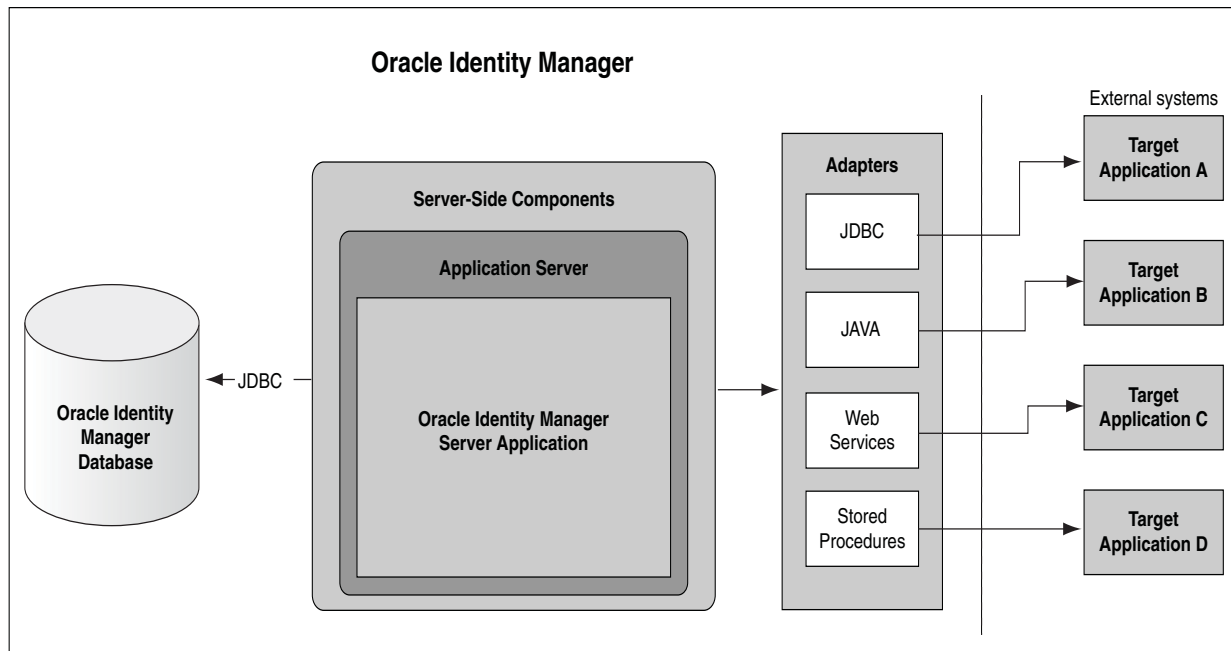 Oracle Identity Manager
External systems
Target
Application A
Adapters
Server-Side Components
JDBC
Application Server
Target
Application B
JAVA
JDBC
Oracle Identity
Manager
Database
Oracle Identity Manager
Server Application
Web
Services
Target
Application C
Stored
Procedures
Target
Application D